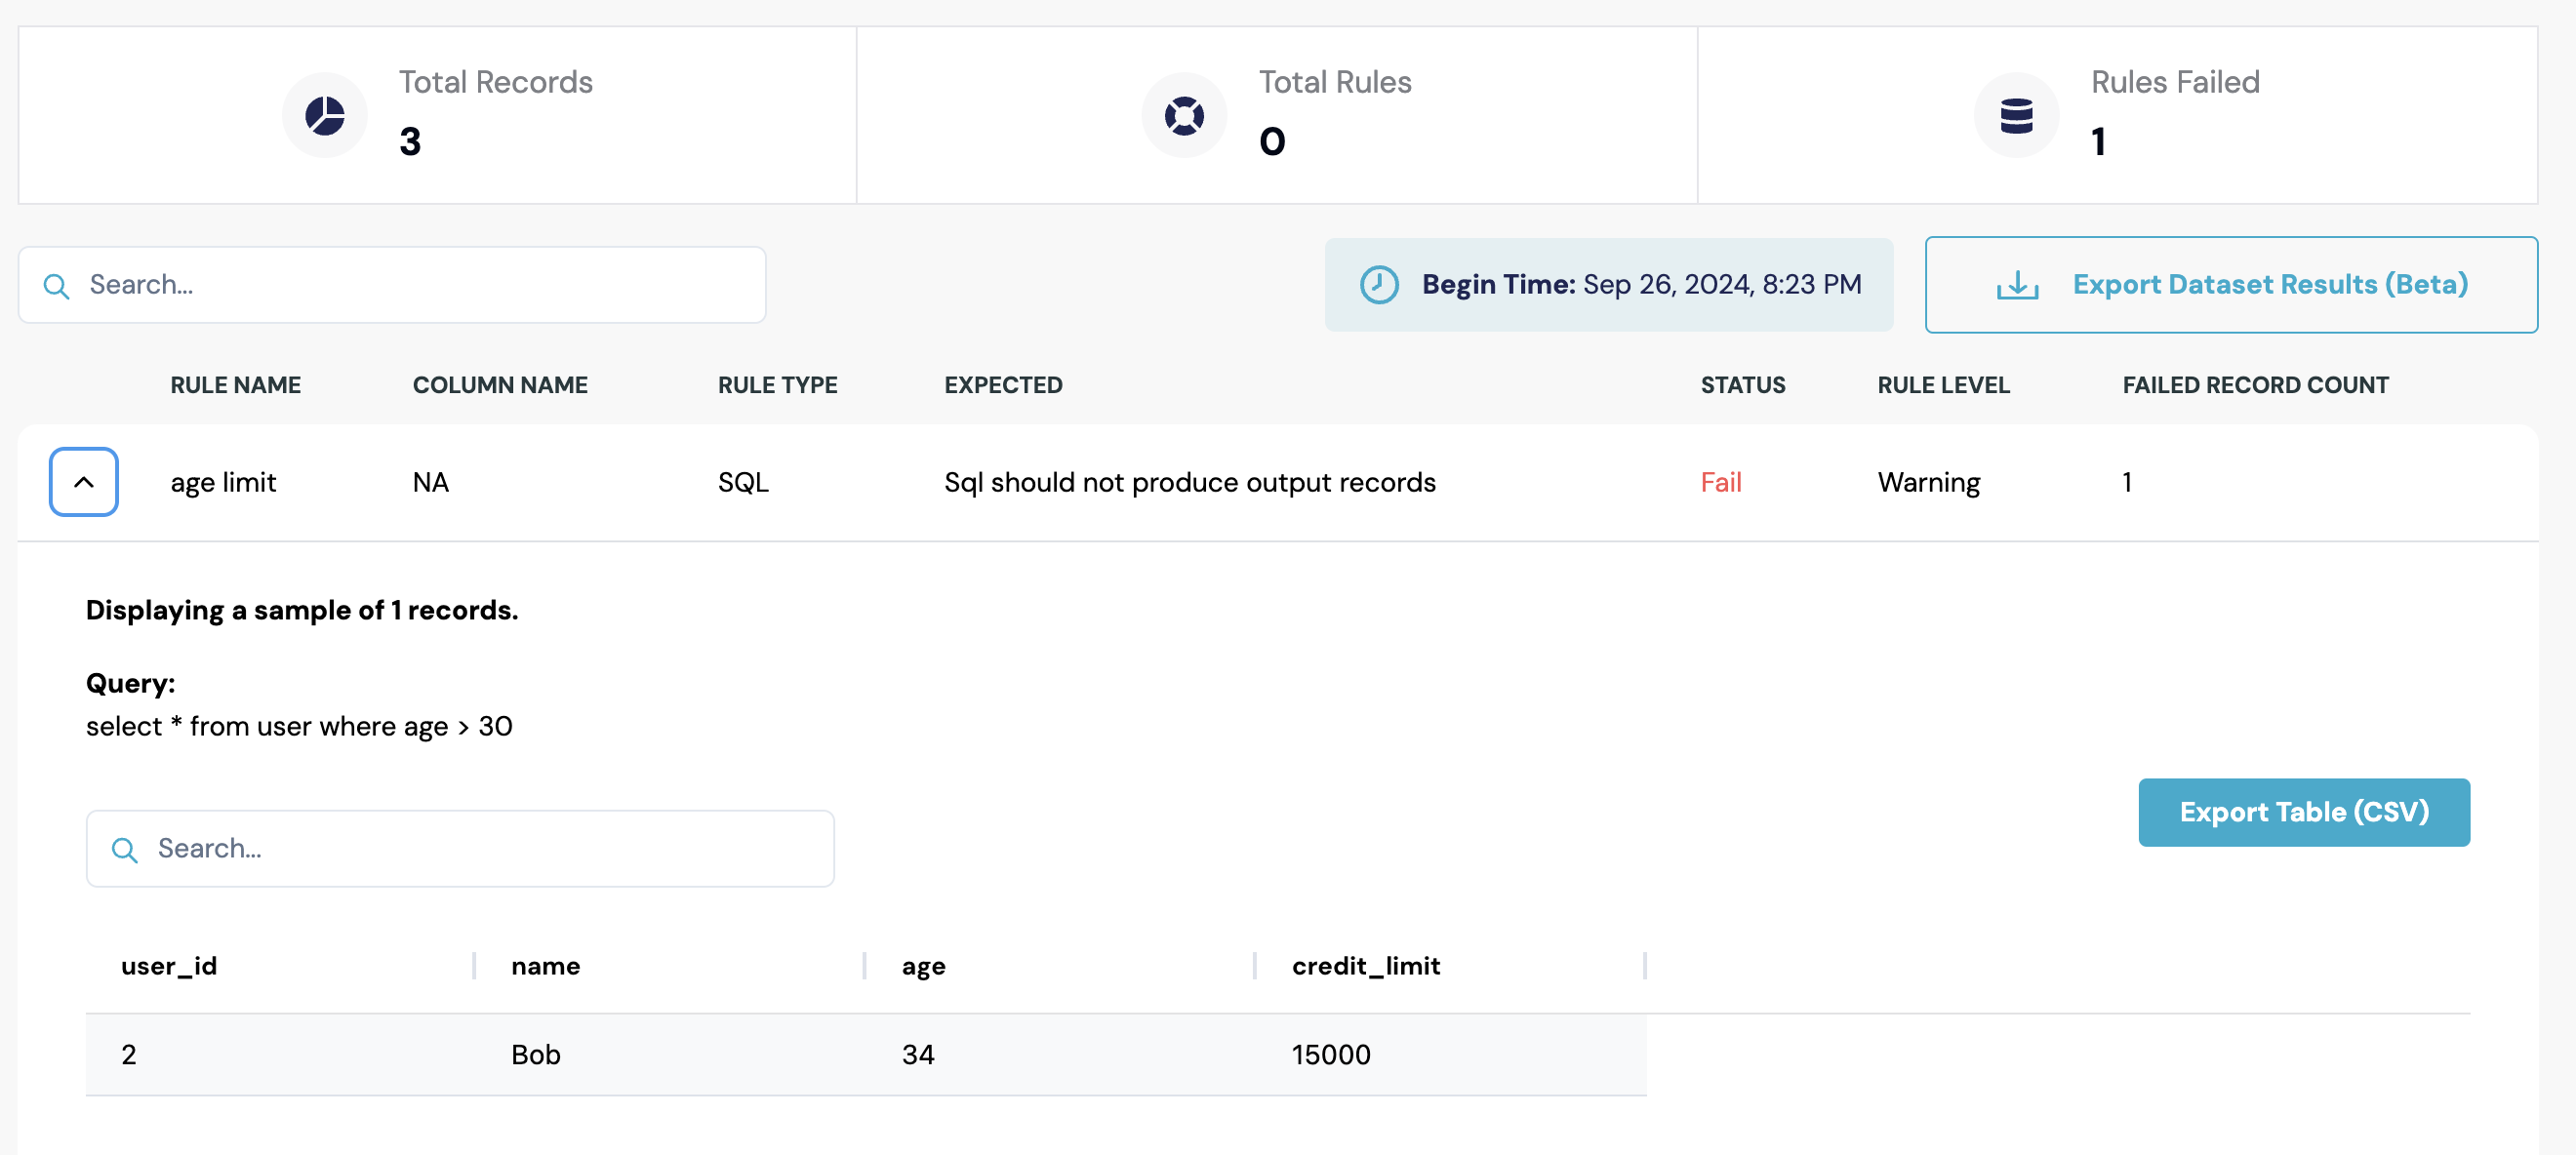 Total Records
3
Total Rules
0
Rules Failed
1
Search...
Begin Time: Sep 26, 2024, 8:23 PM
Export Dataset Results (Beta)
RULE NAME COLUMN NAME RULE TYPE EXPECTED STATUS RULE LEVEL FAILED RECORD COUNT
age limit NA SQL Sql should not produce output records Fail Warning 1
Displaying a sample of 1 records.
Query:
select * from user where age > 30
Export Table (CSV)
Search...
user_id name age credit_limit
2 Bob 34 15000